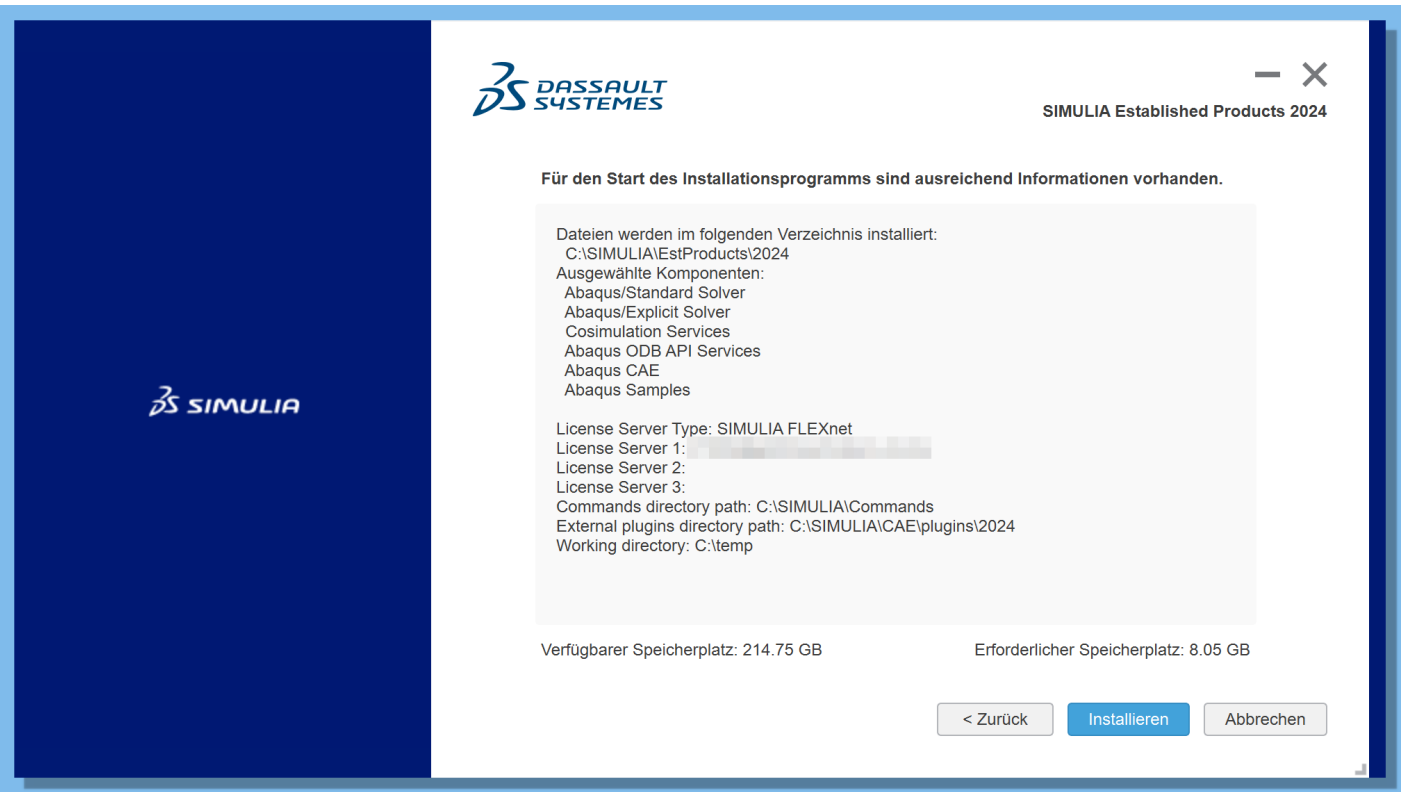 DASSAULT
SYSTEMES
SIMULIA Established Products 2024
Für den Start des Installationsprogramms sind ausreichend Informationen vorhanden.
Dateien werden im folgenden Verzeichnis installiert:
C:\SIMULIA\EstProducts\2024
Ausgewählte Komponenten:
Abaqus/Standard Solver
Abaqus/Explicit Solver
Cosimulation Services
Abaqus ODB API Services
Abaqus CAE
Abaqus Samples
SIMULIA
License Server Type: SIMULIA FLEXnet
License Server 1:
License Server 2:
License Server 3:
Commands directory path: C:\SIMULIA\Commands
External plugins directory path: C:\SIMULIA\CAE\plugins\2024
Working directory: C:\temp
Verfügbarer Speicherplatz: 214.75 GB
Erforderlicher Speicherplatz: 8.05 GB
< Zurück
Installieren
Abbrechen